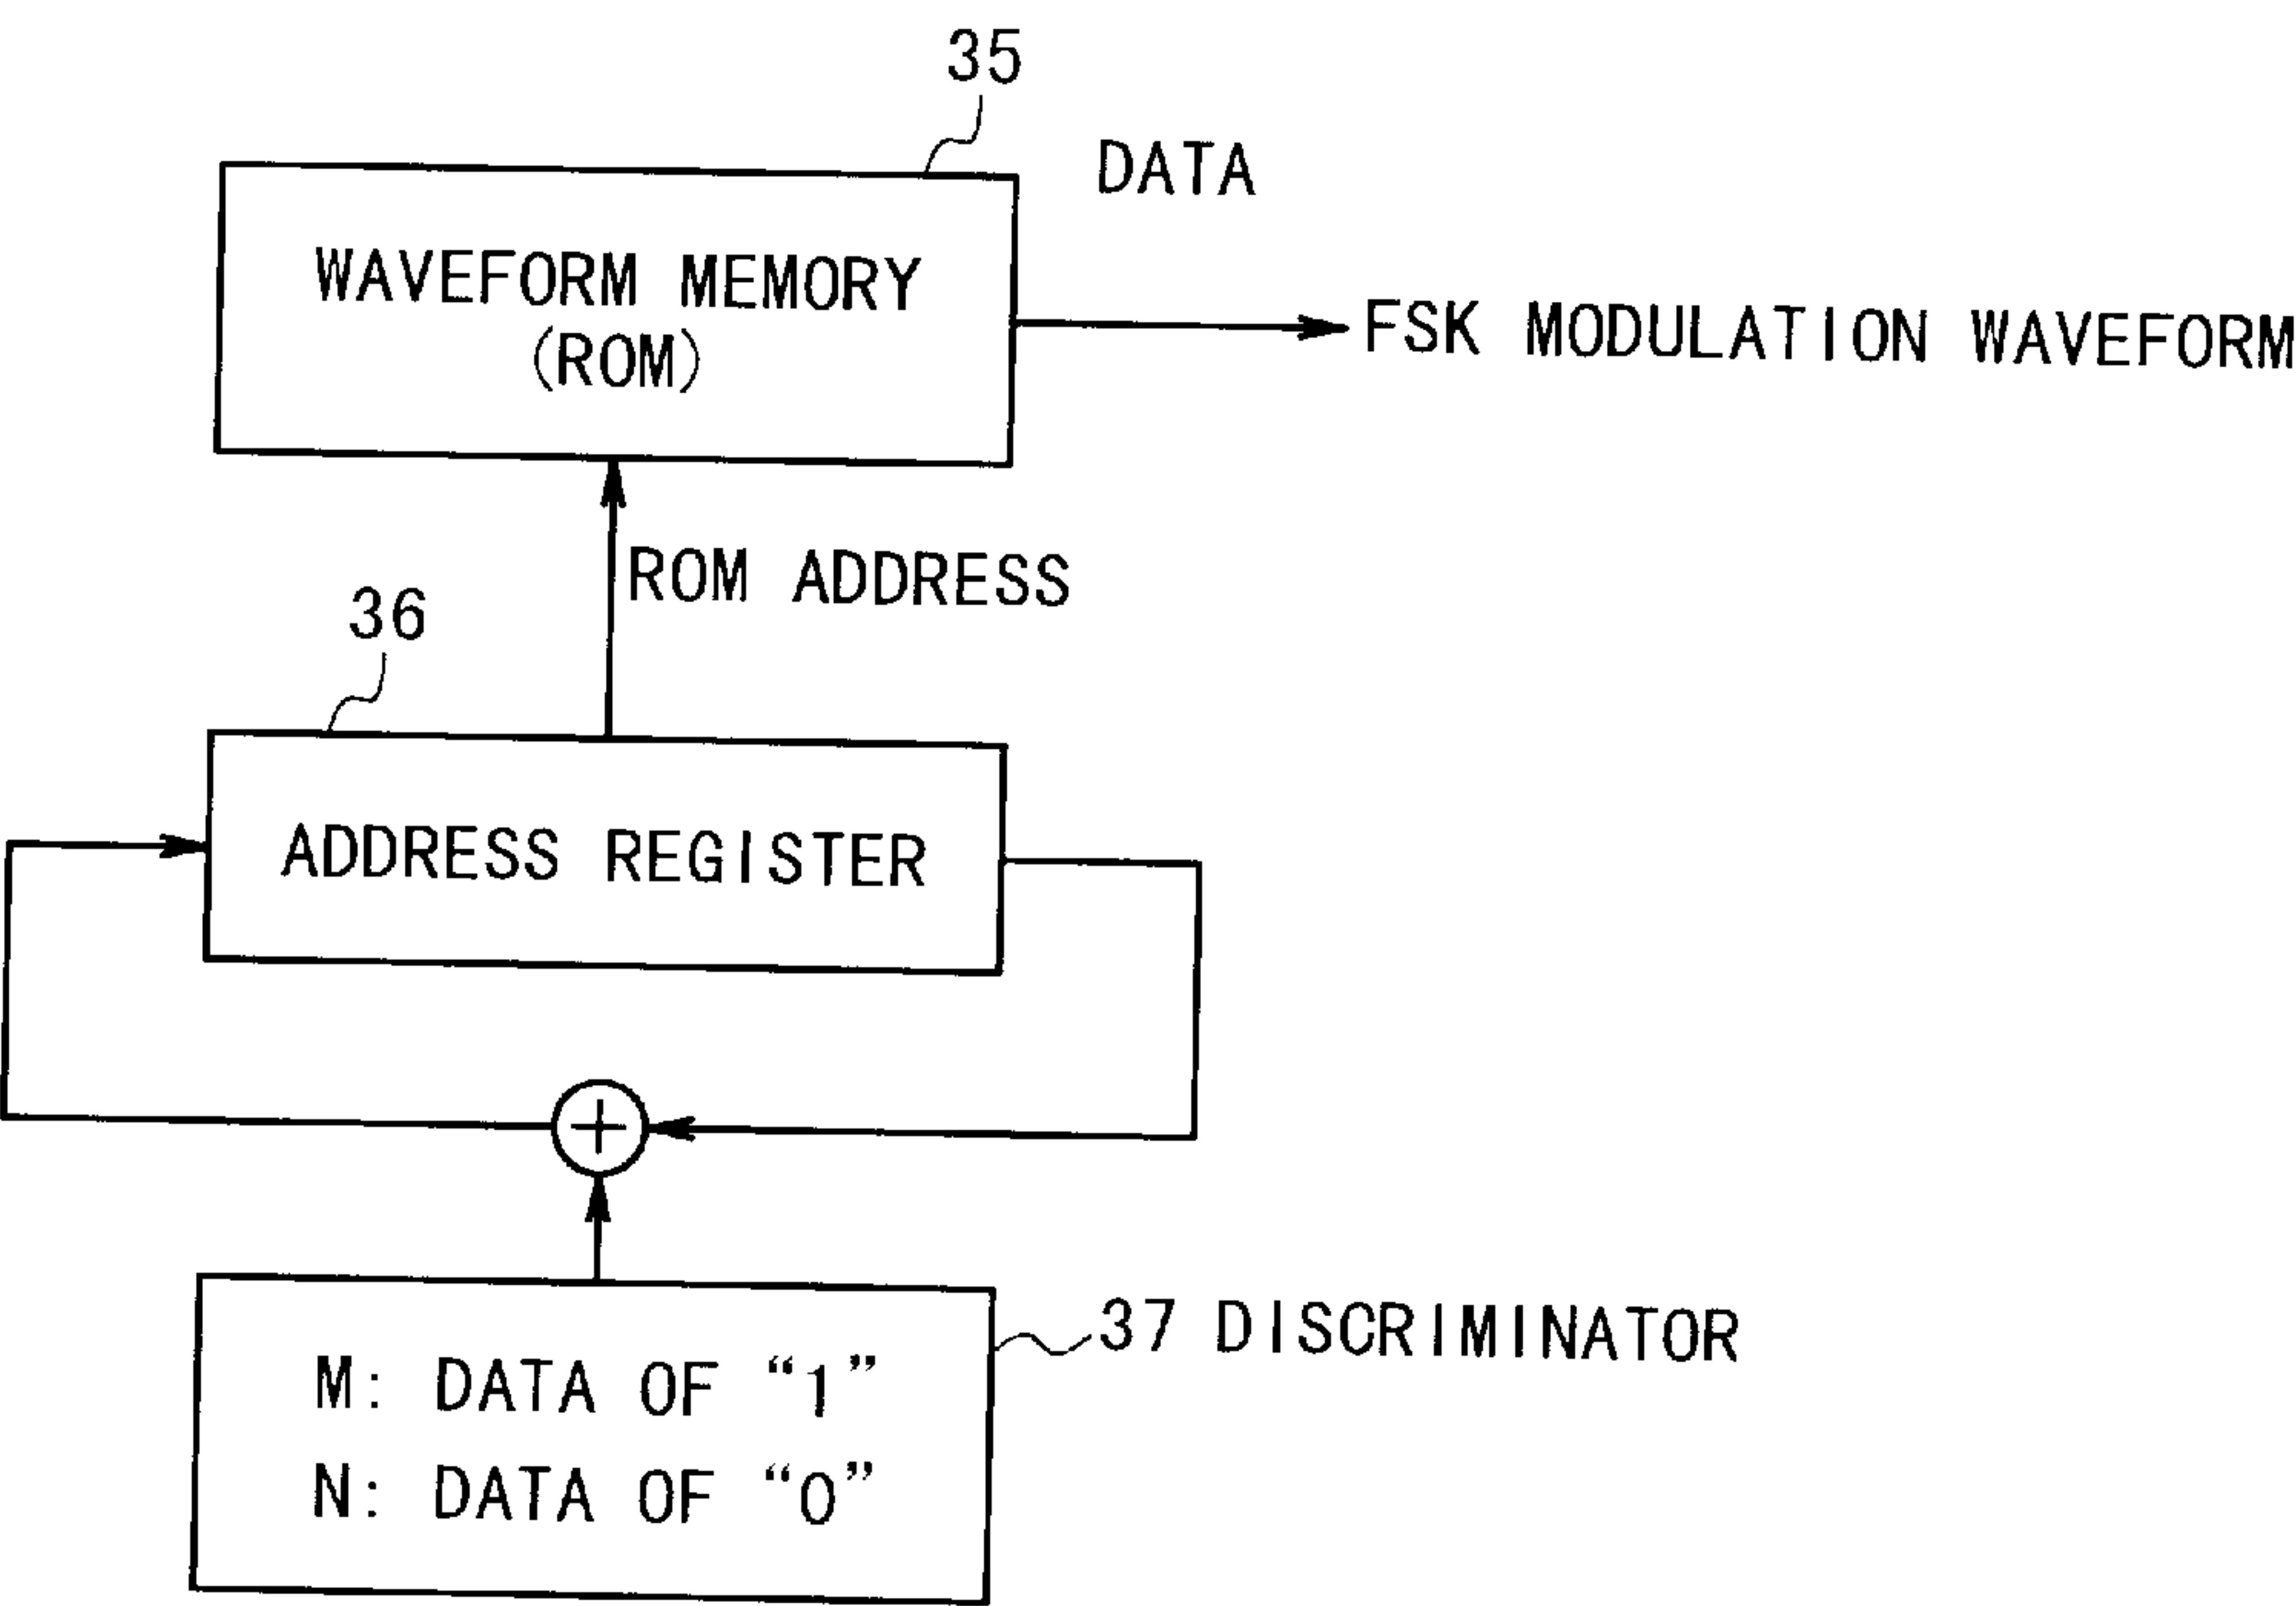 35
DATA
WAVEFORM MEMORY
(ROM)
FSK MODULATION WAVEFORM
ROM ADDRESS
36
ADDRESS REGISTER
+
37 DISCRIMINATOR
M: DATA OF “1”
N: DATA OF “0”